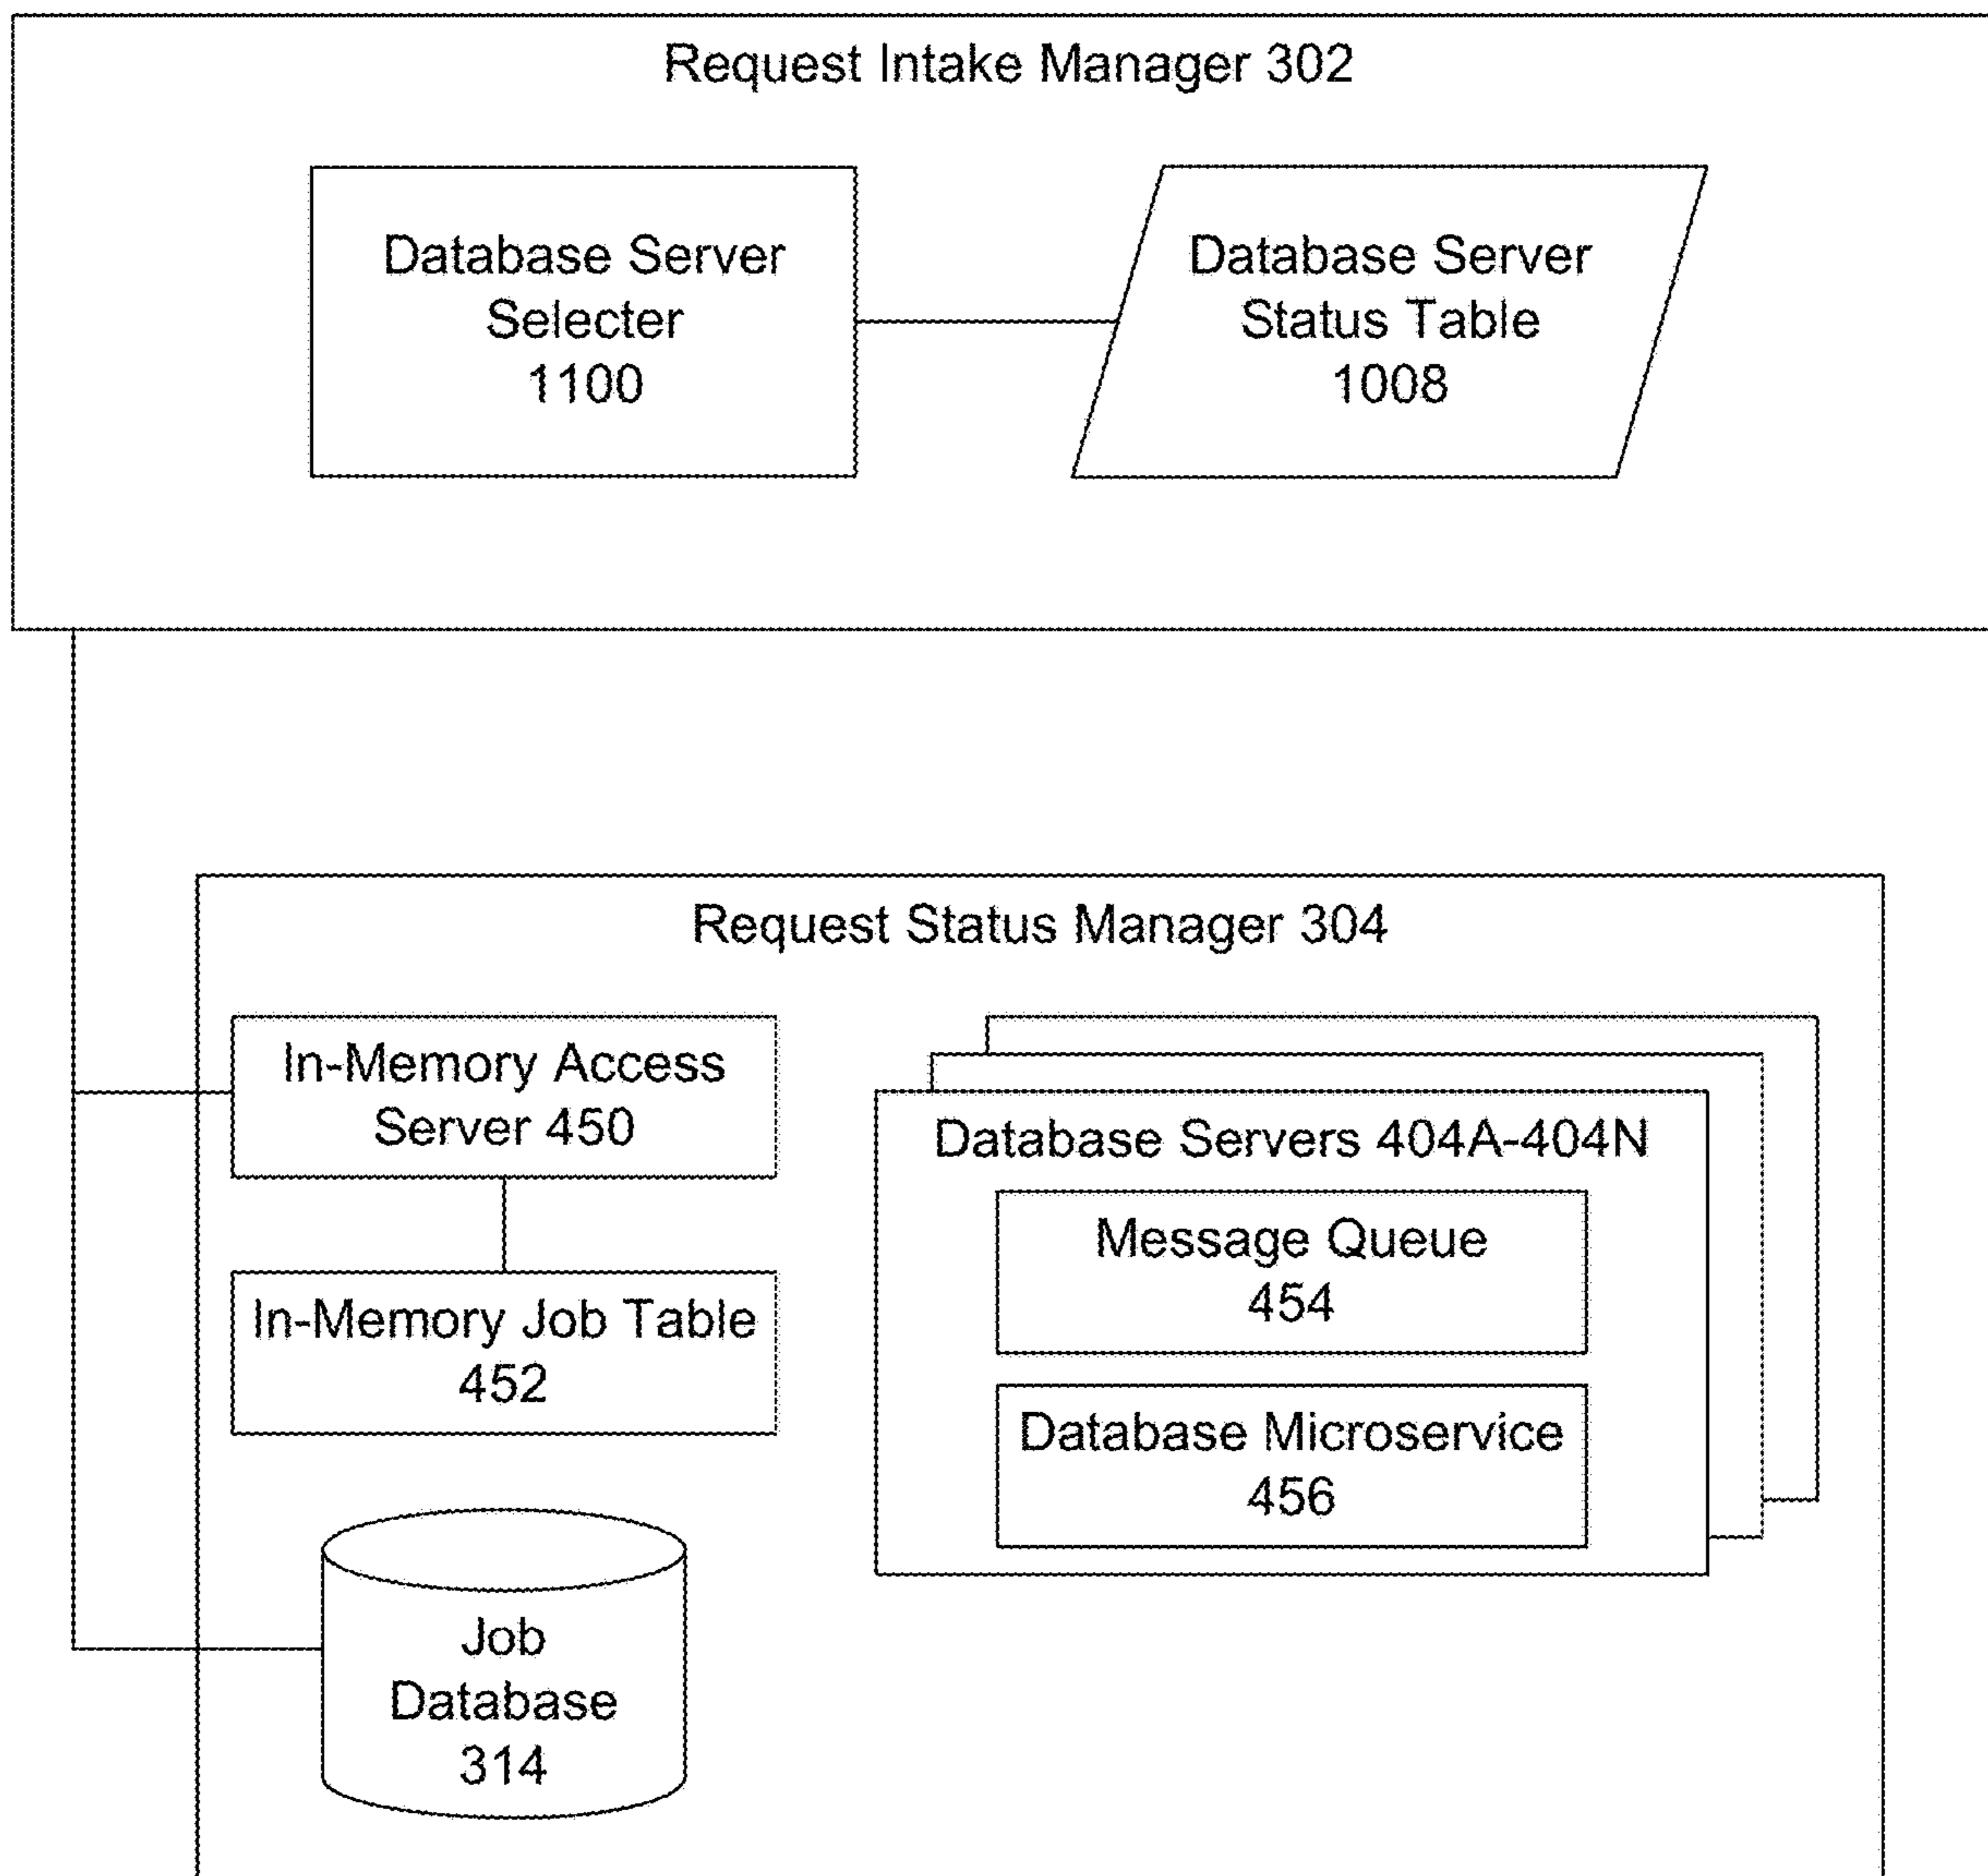 Request Intake Manager 302
Database Server
Selecter
1100
Database Server
Status Table
1008
Request Status Manager 304
In-Memory Access
Server 450
In-Memory Job Table
452
Job
Database
314
Database Servers 404A-404N
Message Queue
454
Database Microservice
456